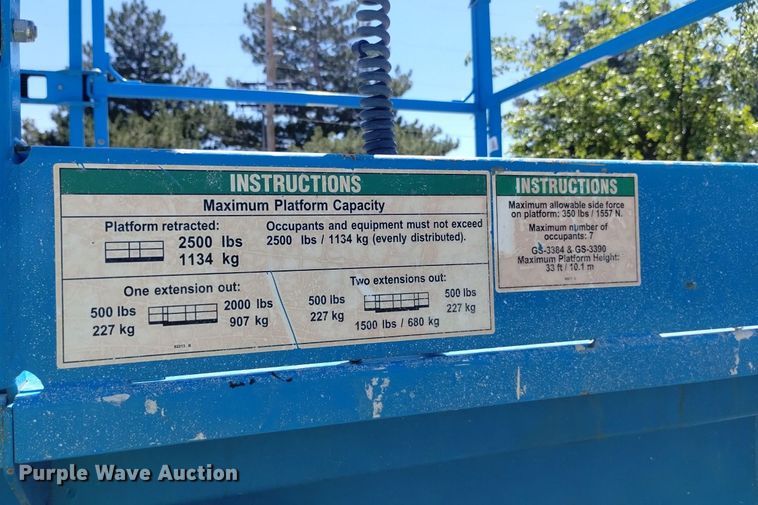 INSTRUCTIONS
Maximum Platform Capacity
Platform retracted:
2500 lbs
1134 kg
Occupants and equipment must not exceed
2500 lbs / 1134 kg (evenly distributed).
One extension out:
500 lbs
227 kg
2000 lbs
907 kg
Two extensions out:
500 lbs
227 kg
500 lbs
227 kg
1500 lbs / 680 kg
INSTRUCTIONS
Maximum allowable side force
on platform: 350 lbs / 1557 N.
Maximum number of
occupants: 7
GS-3384 & GS-3390
Maximum Platform Height:
33 ft / 10.1 m
Purple Wave Auction